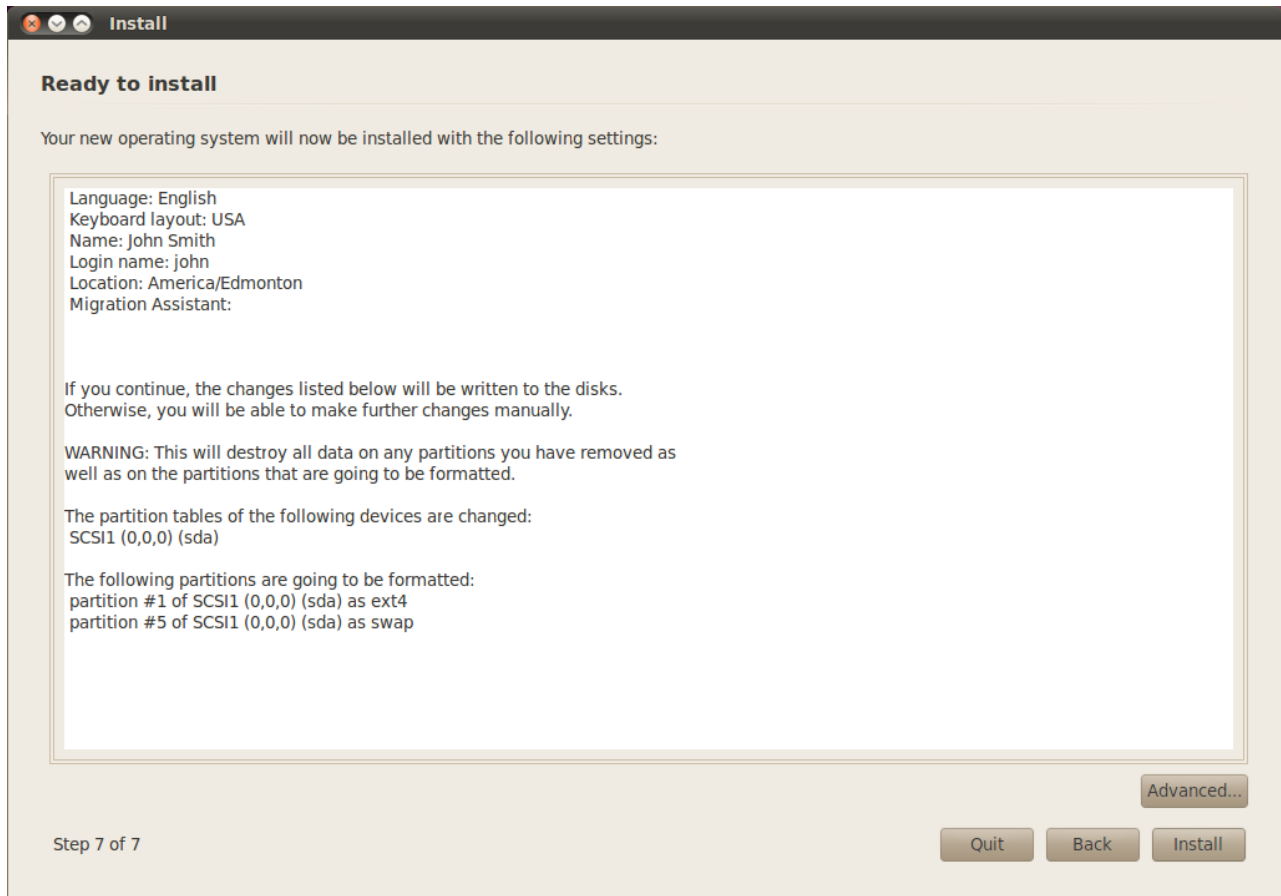 Install
Ready to install
Your new operating system will now be installed with the following settings:
Language: English
Keyboard layout: USA
Name: John Smith
Login name: john
Location: America/Edmonton
Migration Assistant:
If you continue, the changes listed below will be written to the disks.
Otherwise, you will be able to make further changes manually.
WARNING: This will destroy all data on any partitions you have removed as
well as on the partitions that are going to be formatted.
The partition tables of the following devices are changed:
SCSI1 (0,0,0) (sda)
The following partitions are going to be formatted:
partition #1 of SCSI1 (0,0,0) (sda) as ext4
partition #5 of SCSI1 (0,0,0) (sda) as swap
Advanced...
Step 7 of 7
Quit
Back
Install